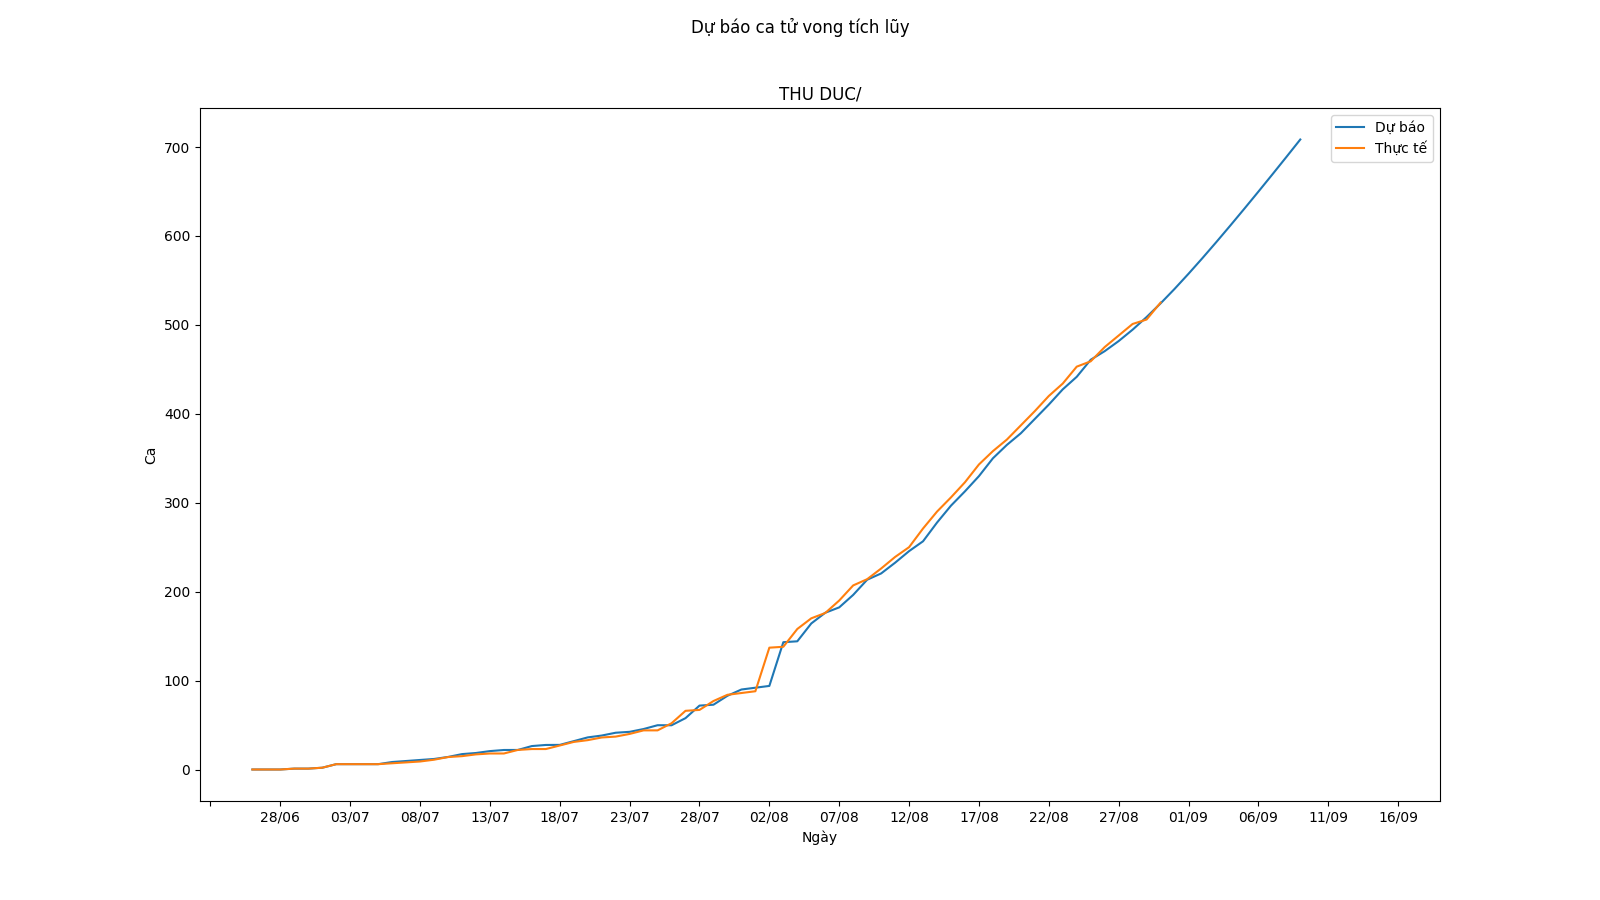 Dự báo ca tử vong tích lũy
THU DUC/
Dự báo
Thực tế
700
600
500
400
300
200
100
0
Ca
28/06 03/07 08/07 13/07 18/07 23/07 28/07 02/08 07/08 12/08 17/08 22/08 27/08 01/09 06/09 11/09 16/09
Ngày